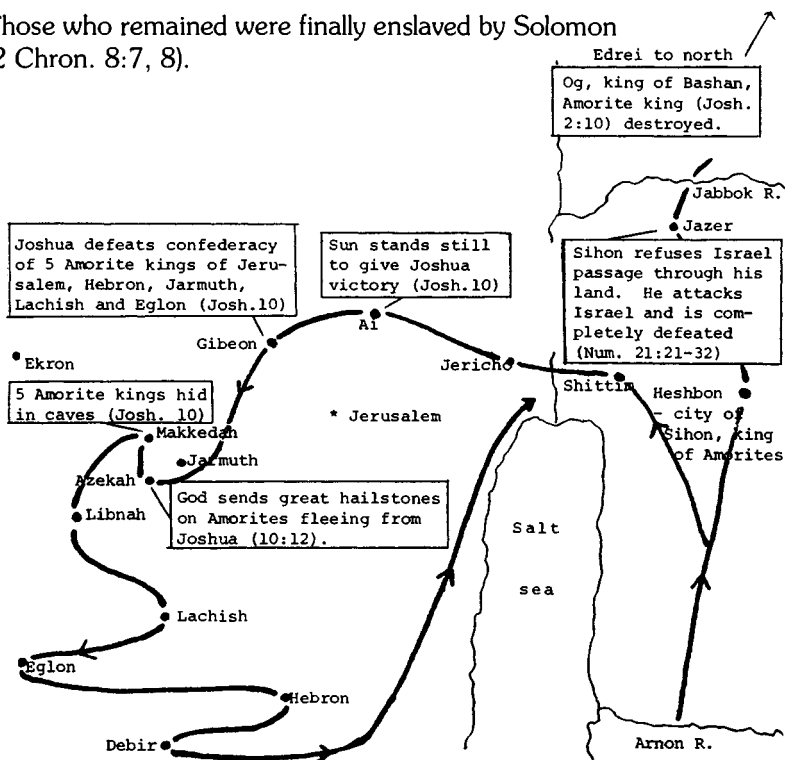 Those who remained were finally enslaved by Solomon
2 Chron. 8:7, 8).
Edrei to north
Og, king of Bashan,
Amorite king (Josh.
2:10) destroyed.
Jabbok R.
Jazer
Joshua defeats confederacy
of 5 Amorite kings of Jeru-
salem, Hebron, Jarmuth,
Lachish and Eglon (Josh.10)
Sun stands still
to give Joshua
victory (Josh.10)
Sihon refuses Israel
passage through his
land. He attacks
Israel and is com-
pletely defeated
(Num. 21:21-32)
Ai
Gibeon
Ekron
Jericho
Shittim
Heshbon
- city of
Sihon, king
of Amorites
5 Amorite kings hid
in caves (Josh. 10)
* Jerusalem
Makkedah
Jarmuth
Azekah
Libnah
God sends great hailstones
on Amorites fleeing from
Joshua (10:12).
Salt
sea
Lachish
Eglon
Hebron
Debir
Arnon R.